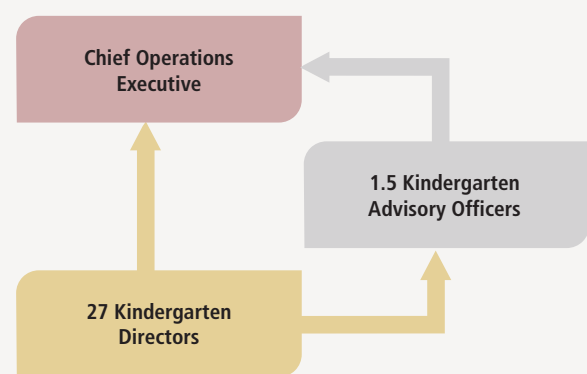 Chief Operations
Executive
1.5 Kindergarten
Advisory Officers
27 Kindergarten
Directors